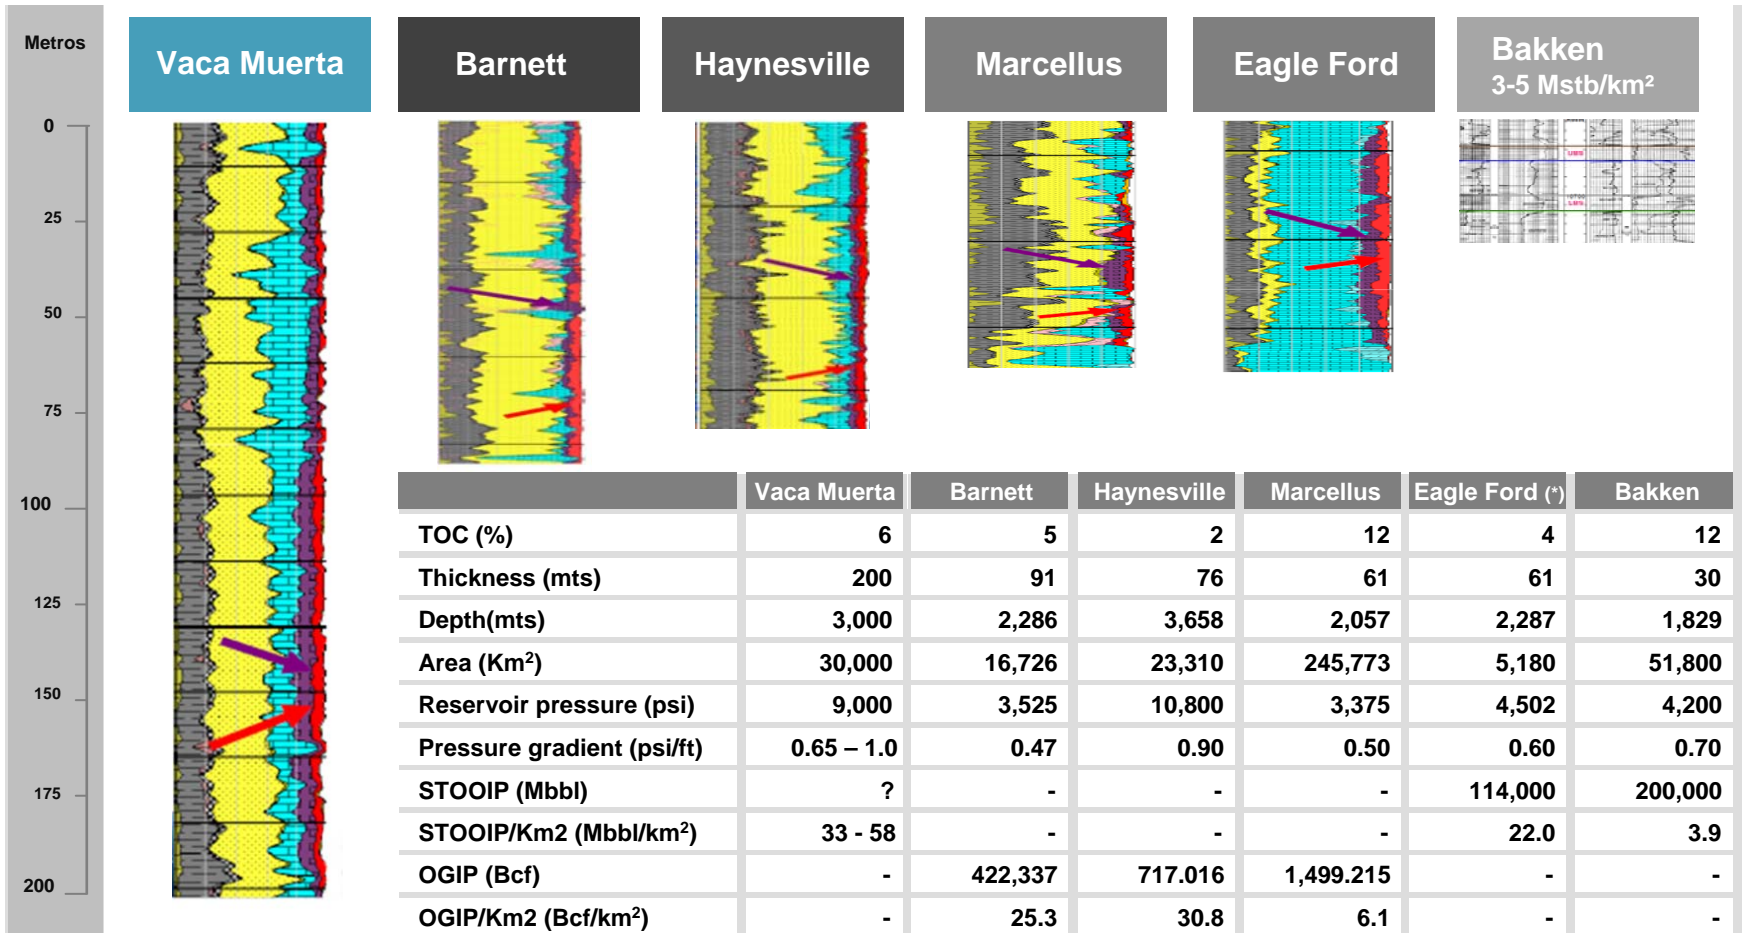 Metros
Vaca Muerta
Barnett
Haynesville
Marcellus
Eagle Ford
Bakken
3-5 Mstb/km²
0
25
50
75
100
125
150
175
200
Vaca Muerta Barnett Haynesville Marcellus Eagle Ford (*) Bakken
TOC (%) 6 5 2 12 4 12
Thickness (mts) 200 91 76 61 61 30
Depth(mts) 3,000 2,286 3,658 2,057 2,287 1,829
Area (Km²) 30,000 16,726 23,310 245,773 5,180 51,800
Reservoir pressure (psi) 9,000 3,525 10,800 3,375 4,502 4,200
Pressure gradient (psi/ft) 0.65 – 1.0 0.47 0.90 0.50 0.60 0.70
STOOIP (Mbbl) ? - - - 114,000 200,000
STOOIP/Km2 (Mbbl/km²) 33 - 58 - - - 22.0 3.9
OGIP (Bcf) - 422,337 717.016 1,499.215 - -
OGIP/Km2 (Bcf/km²) - 25.3 30.8 6.1 - -